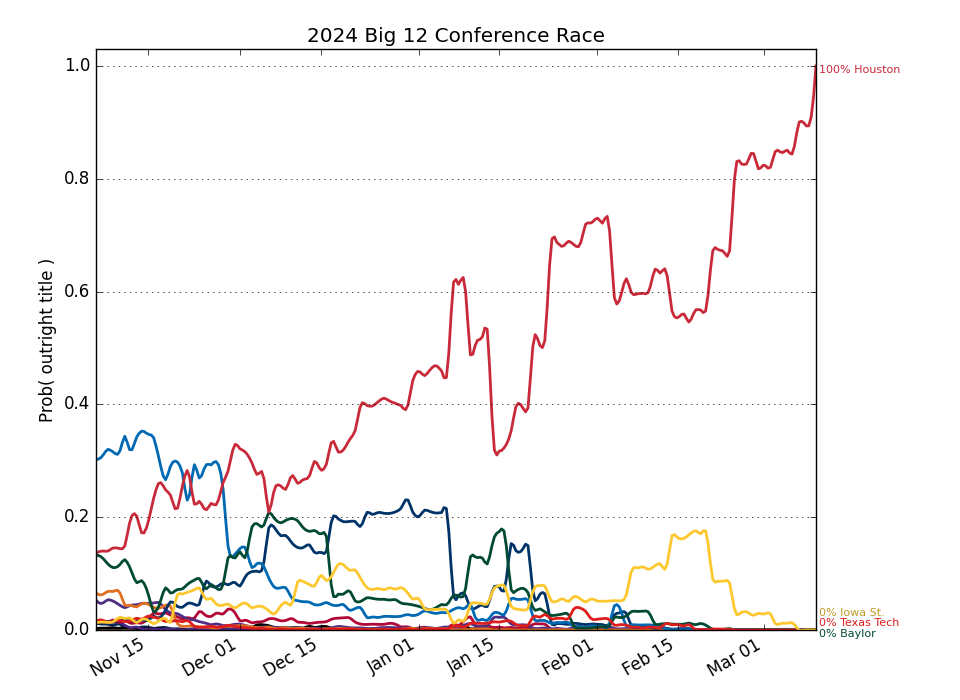 2024 Big 12 Conference Race
Prob( outright title )
1.0
0.8
0.6
0.4
0.2
0.0
Nov 15
Dec 01
Dec 15
Jan 01
Jan 15
Feb 01
Feb 15
Mar 01
100% Houston
0% Iowa St.
0% Texas Tech
0% Baylor